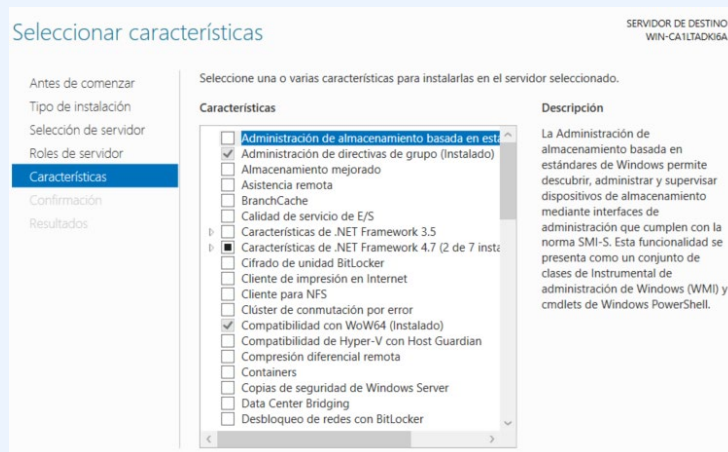 Seleccionar características
SERVIDOR DE DESTINO
WIN-CA1LTADKI6A
Antes de comenzar
Tipo de instalación
Selección de servidor
Roles de servidor
Características
Confirmación
Resultados
Seleccione una o varias características para instalarlas en el servidor seleccionado.
Características
Administración de almacenamiento basada en está
Administración de directivas de grupo (Instalado)
Almacenamiento mejorado
Asistencia remota
BranchCache
Calidad de servicio de E/S
Características de .NET Framework 3.5
Características de .NET Framework 4.7 (2 de 7 insta
Cifrado de unidad BitLocker
Cliente de impresión en Internet
Cliente para NFS
Clúster de conmutación por error
Compatibilidad con WoW64 (Instalado)
Compatibilidad de Hyper-V con Host Guardian
Compresión diferencial remota
Containers
Copias de seguridad de Windows Server
Data Center Bridging
Desbloqueo de redes con BitLocker
Descripción
La Administración de
almacenamiento basada en
estándares de Windows permite
descubrir, administrar y supervisar
dispositivos de almacenamiento
mediante interfaces de
administración que cumplen con la
norma SMI-S. Esta funcionalidad se
presenta como un conjunto de
clases de Instrumental de
administración de Windows (WMI) y
cmdlets de Windows PowerShell.